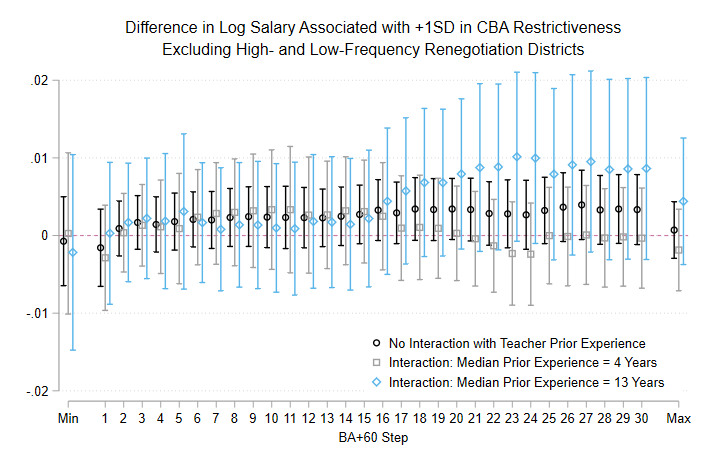 Difference in Log Salary Associated with +1SD in CBA Restrictiveness
Excluding High- and Low-Frequency Renegotiation Districts
.02
.01
0
-.01
-.02
No Interaction with Teacher Prior Experience
Interaction: Median Prior Experience = 4 Years
Interaction: Median Prior Experience = 13 Years
Min 1 2 3 4 5 6 7 8 9 10 11 12 13 14 15 16 17 18 19 20 21 22 23 24 25 26 27 28 29 30 Max
BA+60 Step